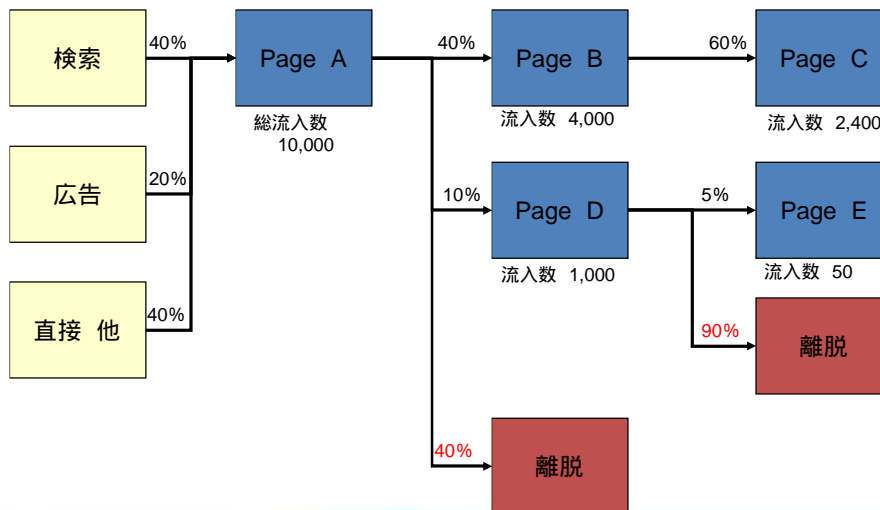 検索
40%
Page A
40%
Page B
60%
Page C
総流入数
10,000
流入数 4,000
流入数 2,400
広告
20%
10%
Page D
5%
Page E
流入数 1,000
流入数 50
直接 他
40%
90%
離脱
40%
離脱